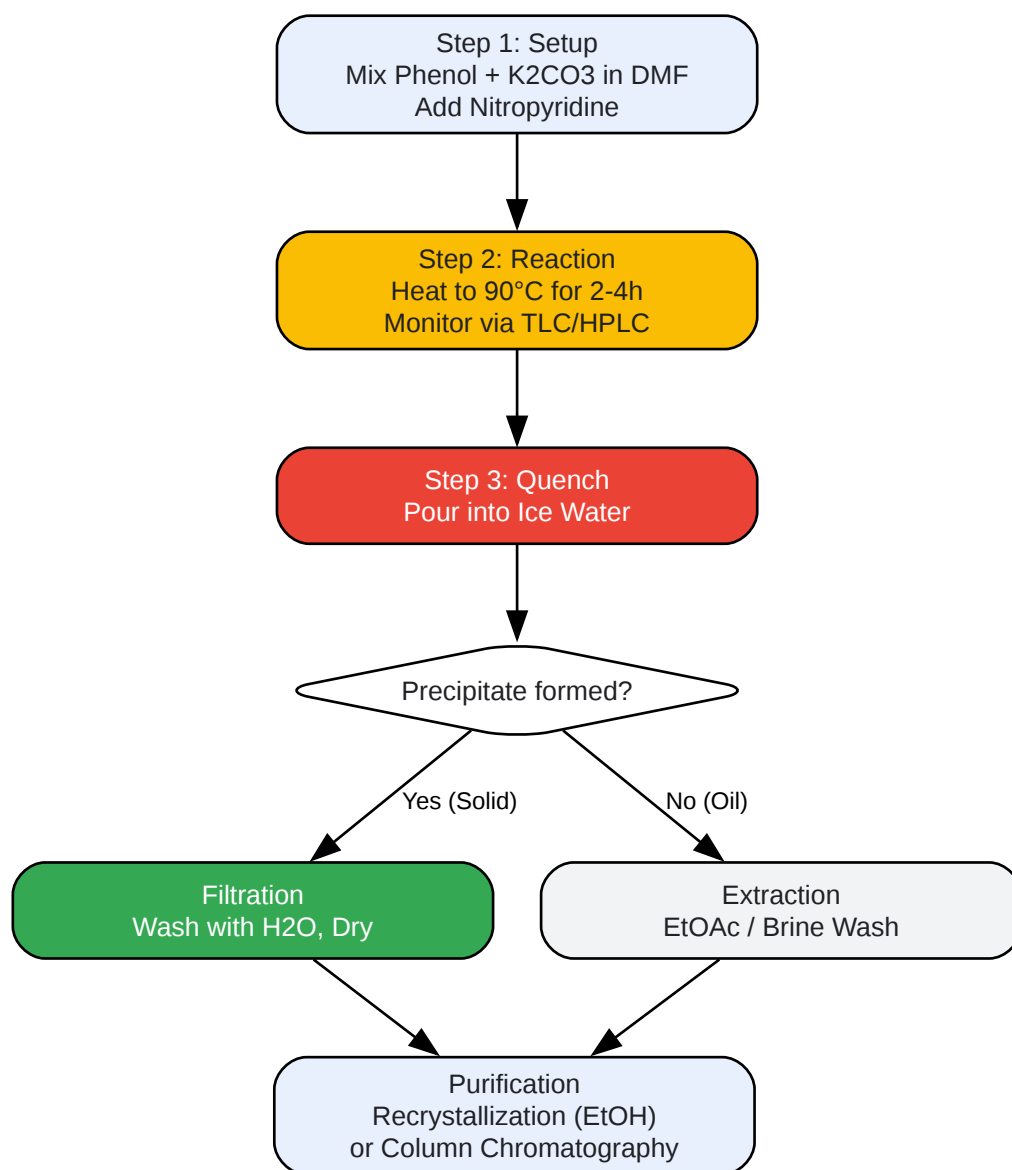 Step 1: Setup
Mix Phenol + K2CO3 in DMF
Add Nitropyridine
Step 2: Reaction
Heat to 90°C for 2-4h
Monitor via TLC/HPLC
Step 3: Quench
Pour into Ice Water
Precipitate formed?
Yes (Solid)
No (Oil)
Filtration
Wash with H2O, Dry
Extraction
EtOAc / Brine Wash
Purification
Recrystallization (EtOH)
or Column Chromatography